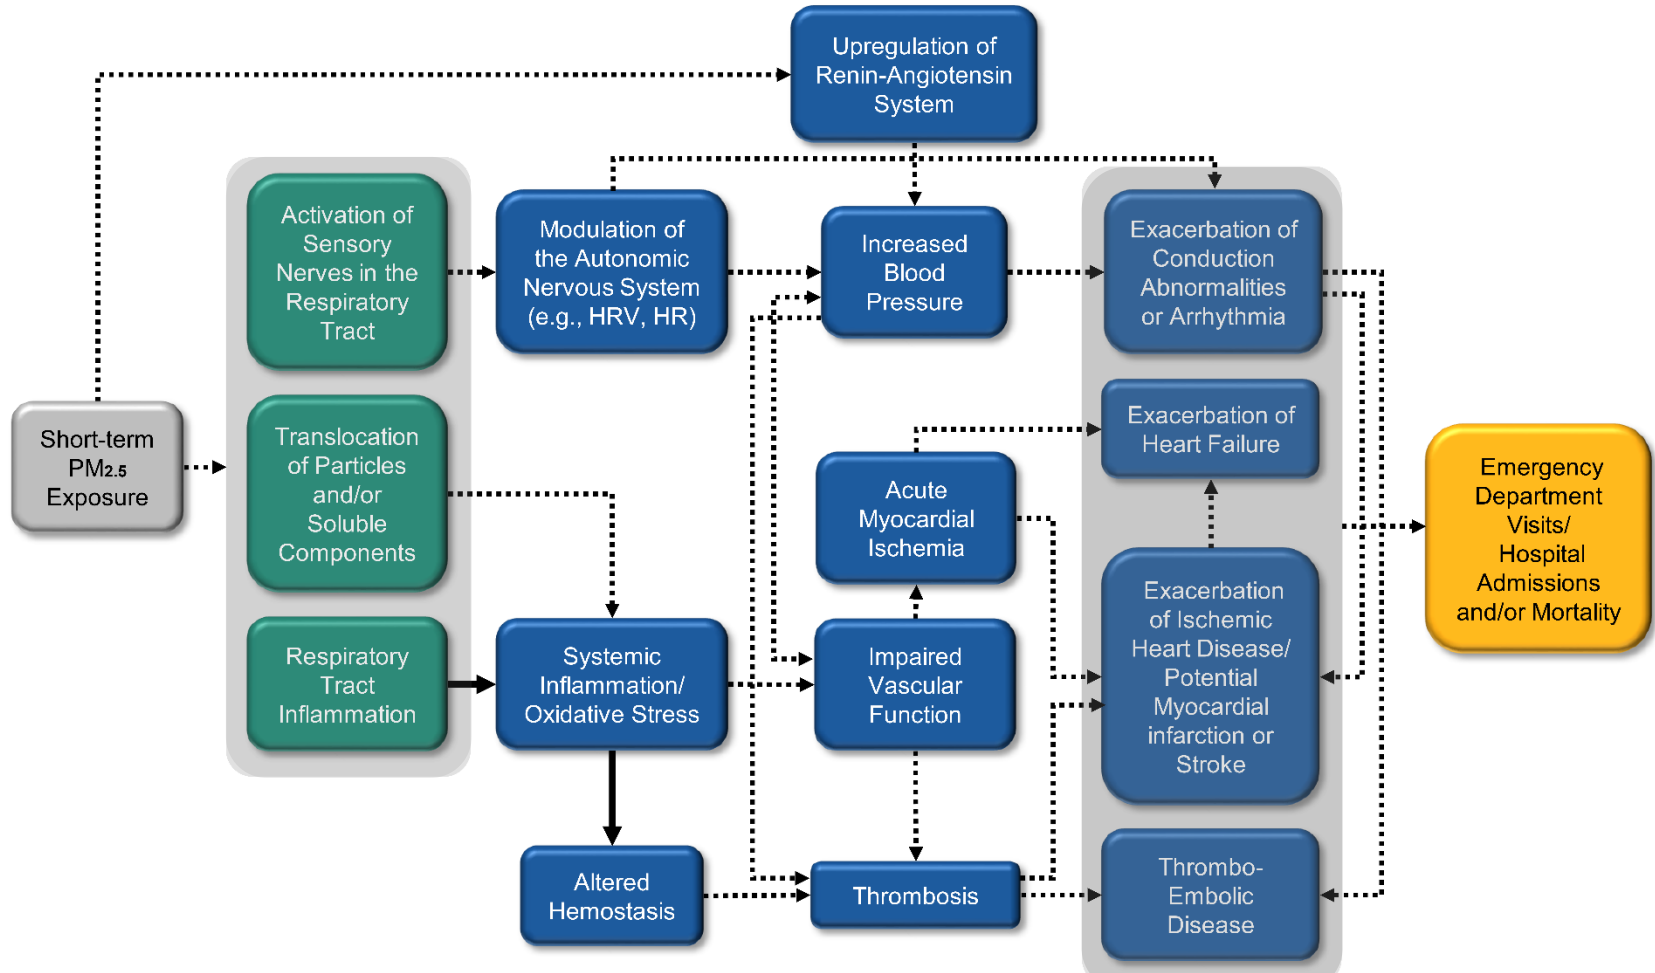 Upregulation of
Renin-Angiotensin
System
Activation of
Sensory
Nerves in the
Respiratory
Tract
Modulation of
the Autonomic
Nervous System
(e.g., HRV, HR)
Increased
Blood
Pressure
Exacerbation of
Conduction
Abnormalities
or Arrhythmia
Short-term
PM2.5
Exposure
Translocation
of Particles
and/or
Soluble
Components
Acute
Myocardial
Ischemia
Exacerbation of
Heart Failure
Emergency
Department
Visits/
Hospital
Admissions
and/or Mortality
Respiratory
Tract
Inflammation
Systemic
Inflammation/
Oxidative Stress
Impaired
Vascular
Function
Exacerbation
of Ischemic
Heart Disease/
Potential
Myocardial
infarction or
Stroke
Altered
Hemostasis
Thrombosis
Thrombo-
Embolic
Disease